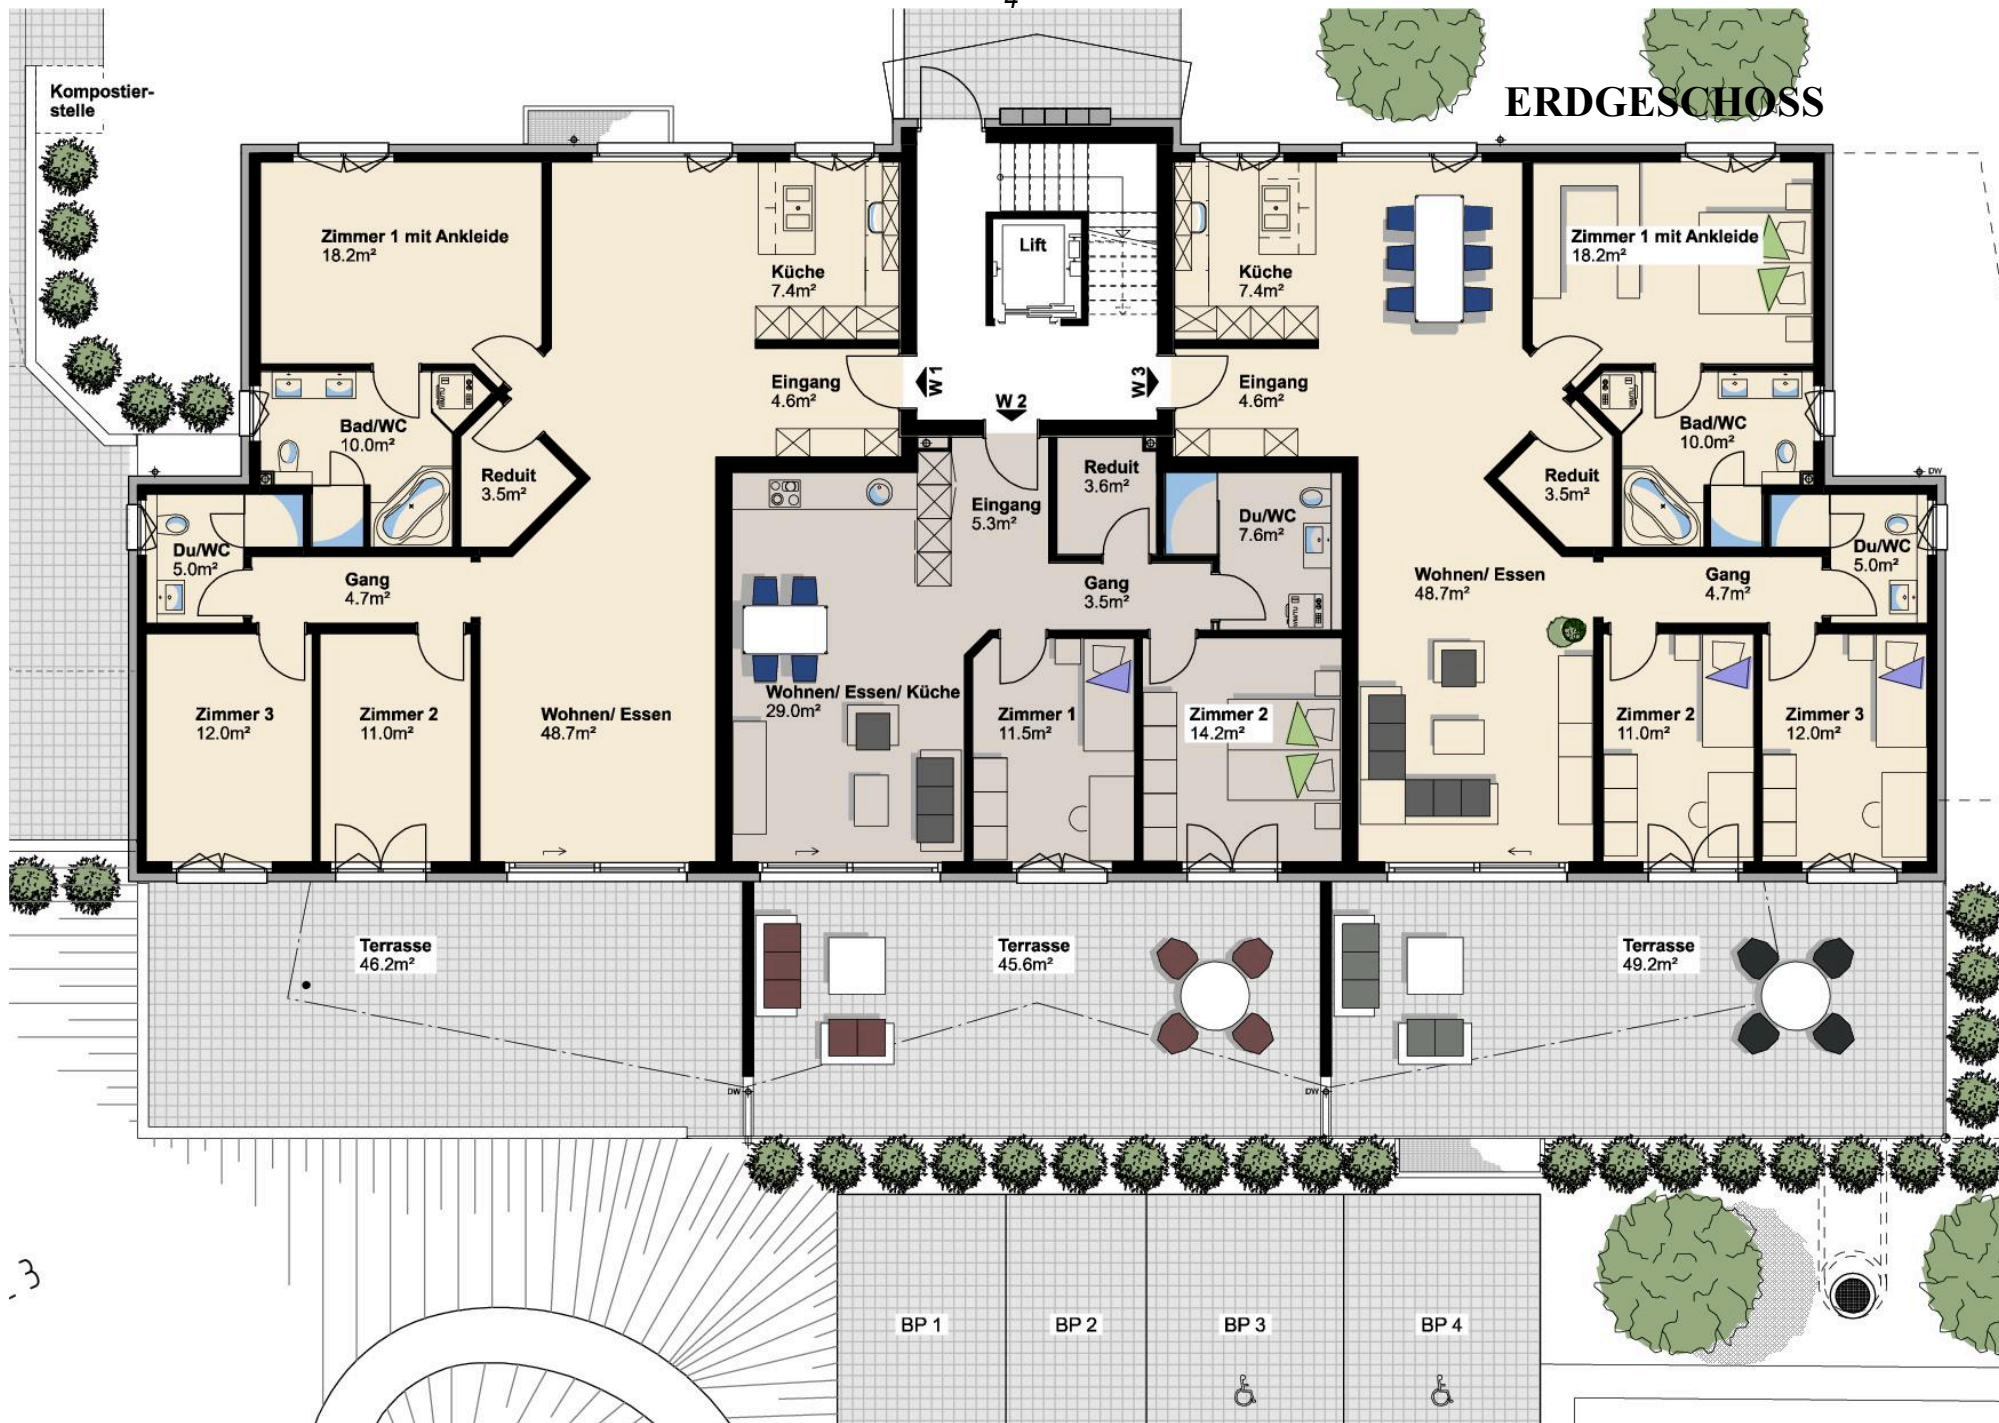 4
Kompostier-
stelle
ERDGESCHOSS
Zimmer 1 mit Ankleide
18.2m²
Küche
7.4m²
Lift
Küche
7.4m²
Zimmer 1 mit Ankleide
18.2m²
Eingang
4.6m²
W 1
W 2
W 3
Eingang
4.6m²
Bad/WC
10.0m²
Reduit
3.5m²
Eingang
5.3m²
Reduit
3.6m²
Du/WC
7.6m²
Reduit
3.5m²
Bad/WC
10.0m²
DW
Du/WC
5.0m²
Gang
4.7m²
Gang
3.5m²
Wohnen/ Essen
48.7m²
Gang
4.7m²
Du/WC
5.0m²
Zimmer 3
12.0m²
Zimmer 2
11.0m²
Wohnen/ Essen
48.7m²
Wohnen/ Essen/ Küche
29.0m²
Zimmer 1
11.5m²
Zimmer 2
14.2m²
Zimmer 2
11.0m²
Zimmer 3
12.0m²
Terrasse
46.2m²
Terrasse
45.6m²
Terrasse
49.2m²
DW
DW
3
BP 1
BP 2
BP 3
BP 4